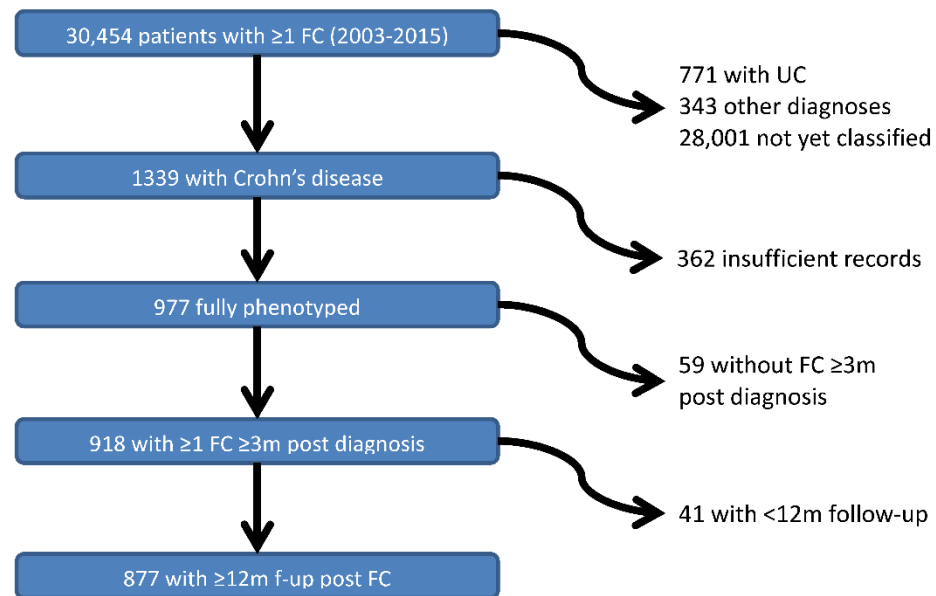 30,454 patients with ≥1 FC (2003-2015)
771 with UC
343 other diagnoses
28,001 not yet classified
1339 with Crohn's disease
362 insufficient records
977 fully phenotyped
59 without FC ≥3m
post diagnosis
918 with ≥1 FC ≥3m post diagnosis
41 with <12m follow-up
877 with ≥12m f-up post FC